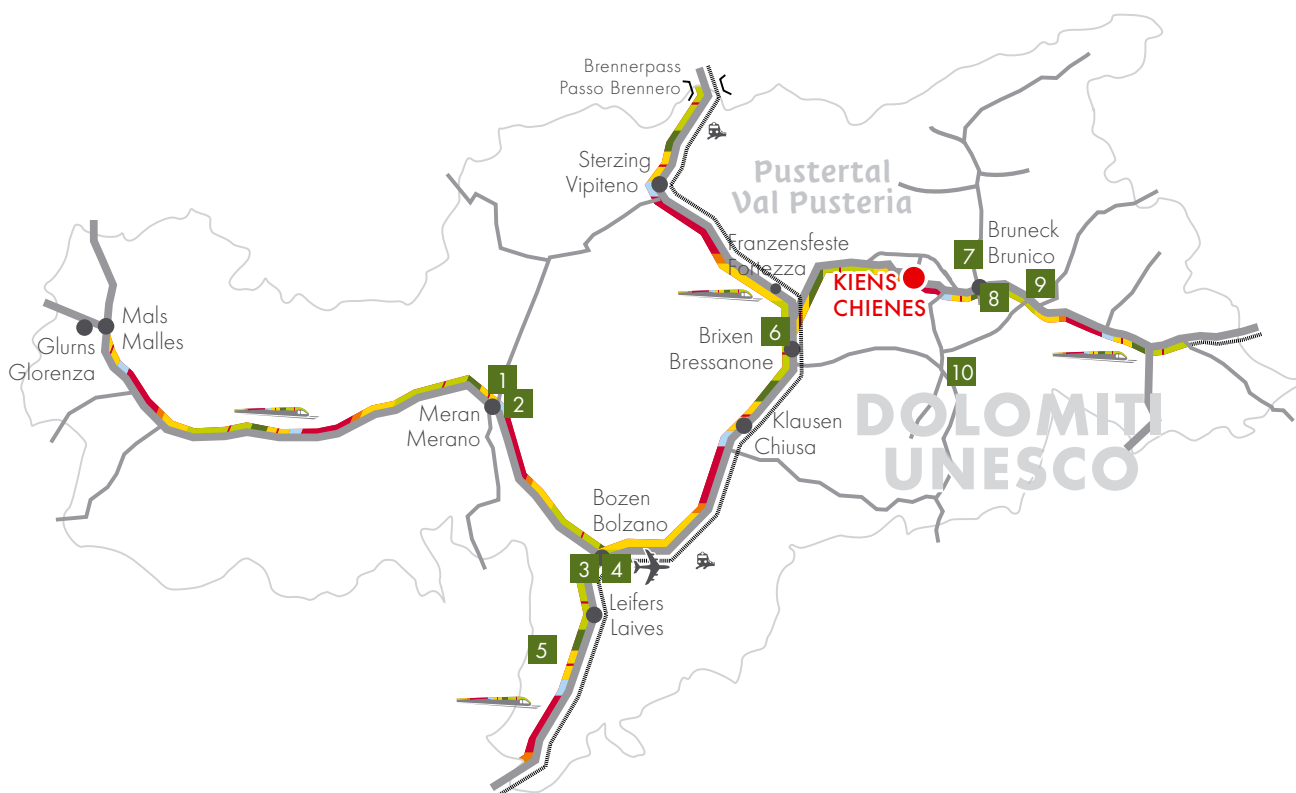 Brennerpass
Passo Brennero
Sterzing
Vipiteno
Pustertal
Val Pusteria
Franzensfeste
Fortezza
7
Bruneck
Brunico
KIENS
CHIENES
8
9
Mals
Malles
Glurns
Glorenza
6
Brixen
Bressanone
10
1
2
Meran
Merano
DOLOMITI
UNESCO
Klausen
Chiusa
Bozen
Bolzano
3
4
Leifers
Laives
5